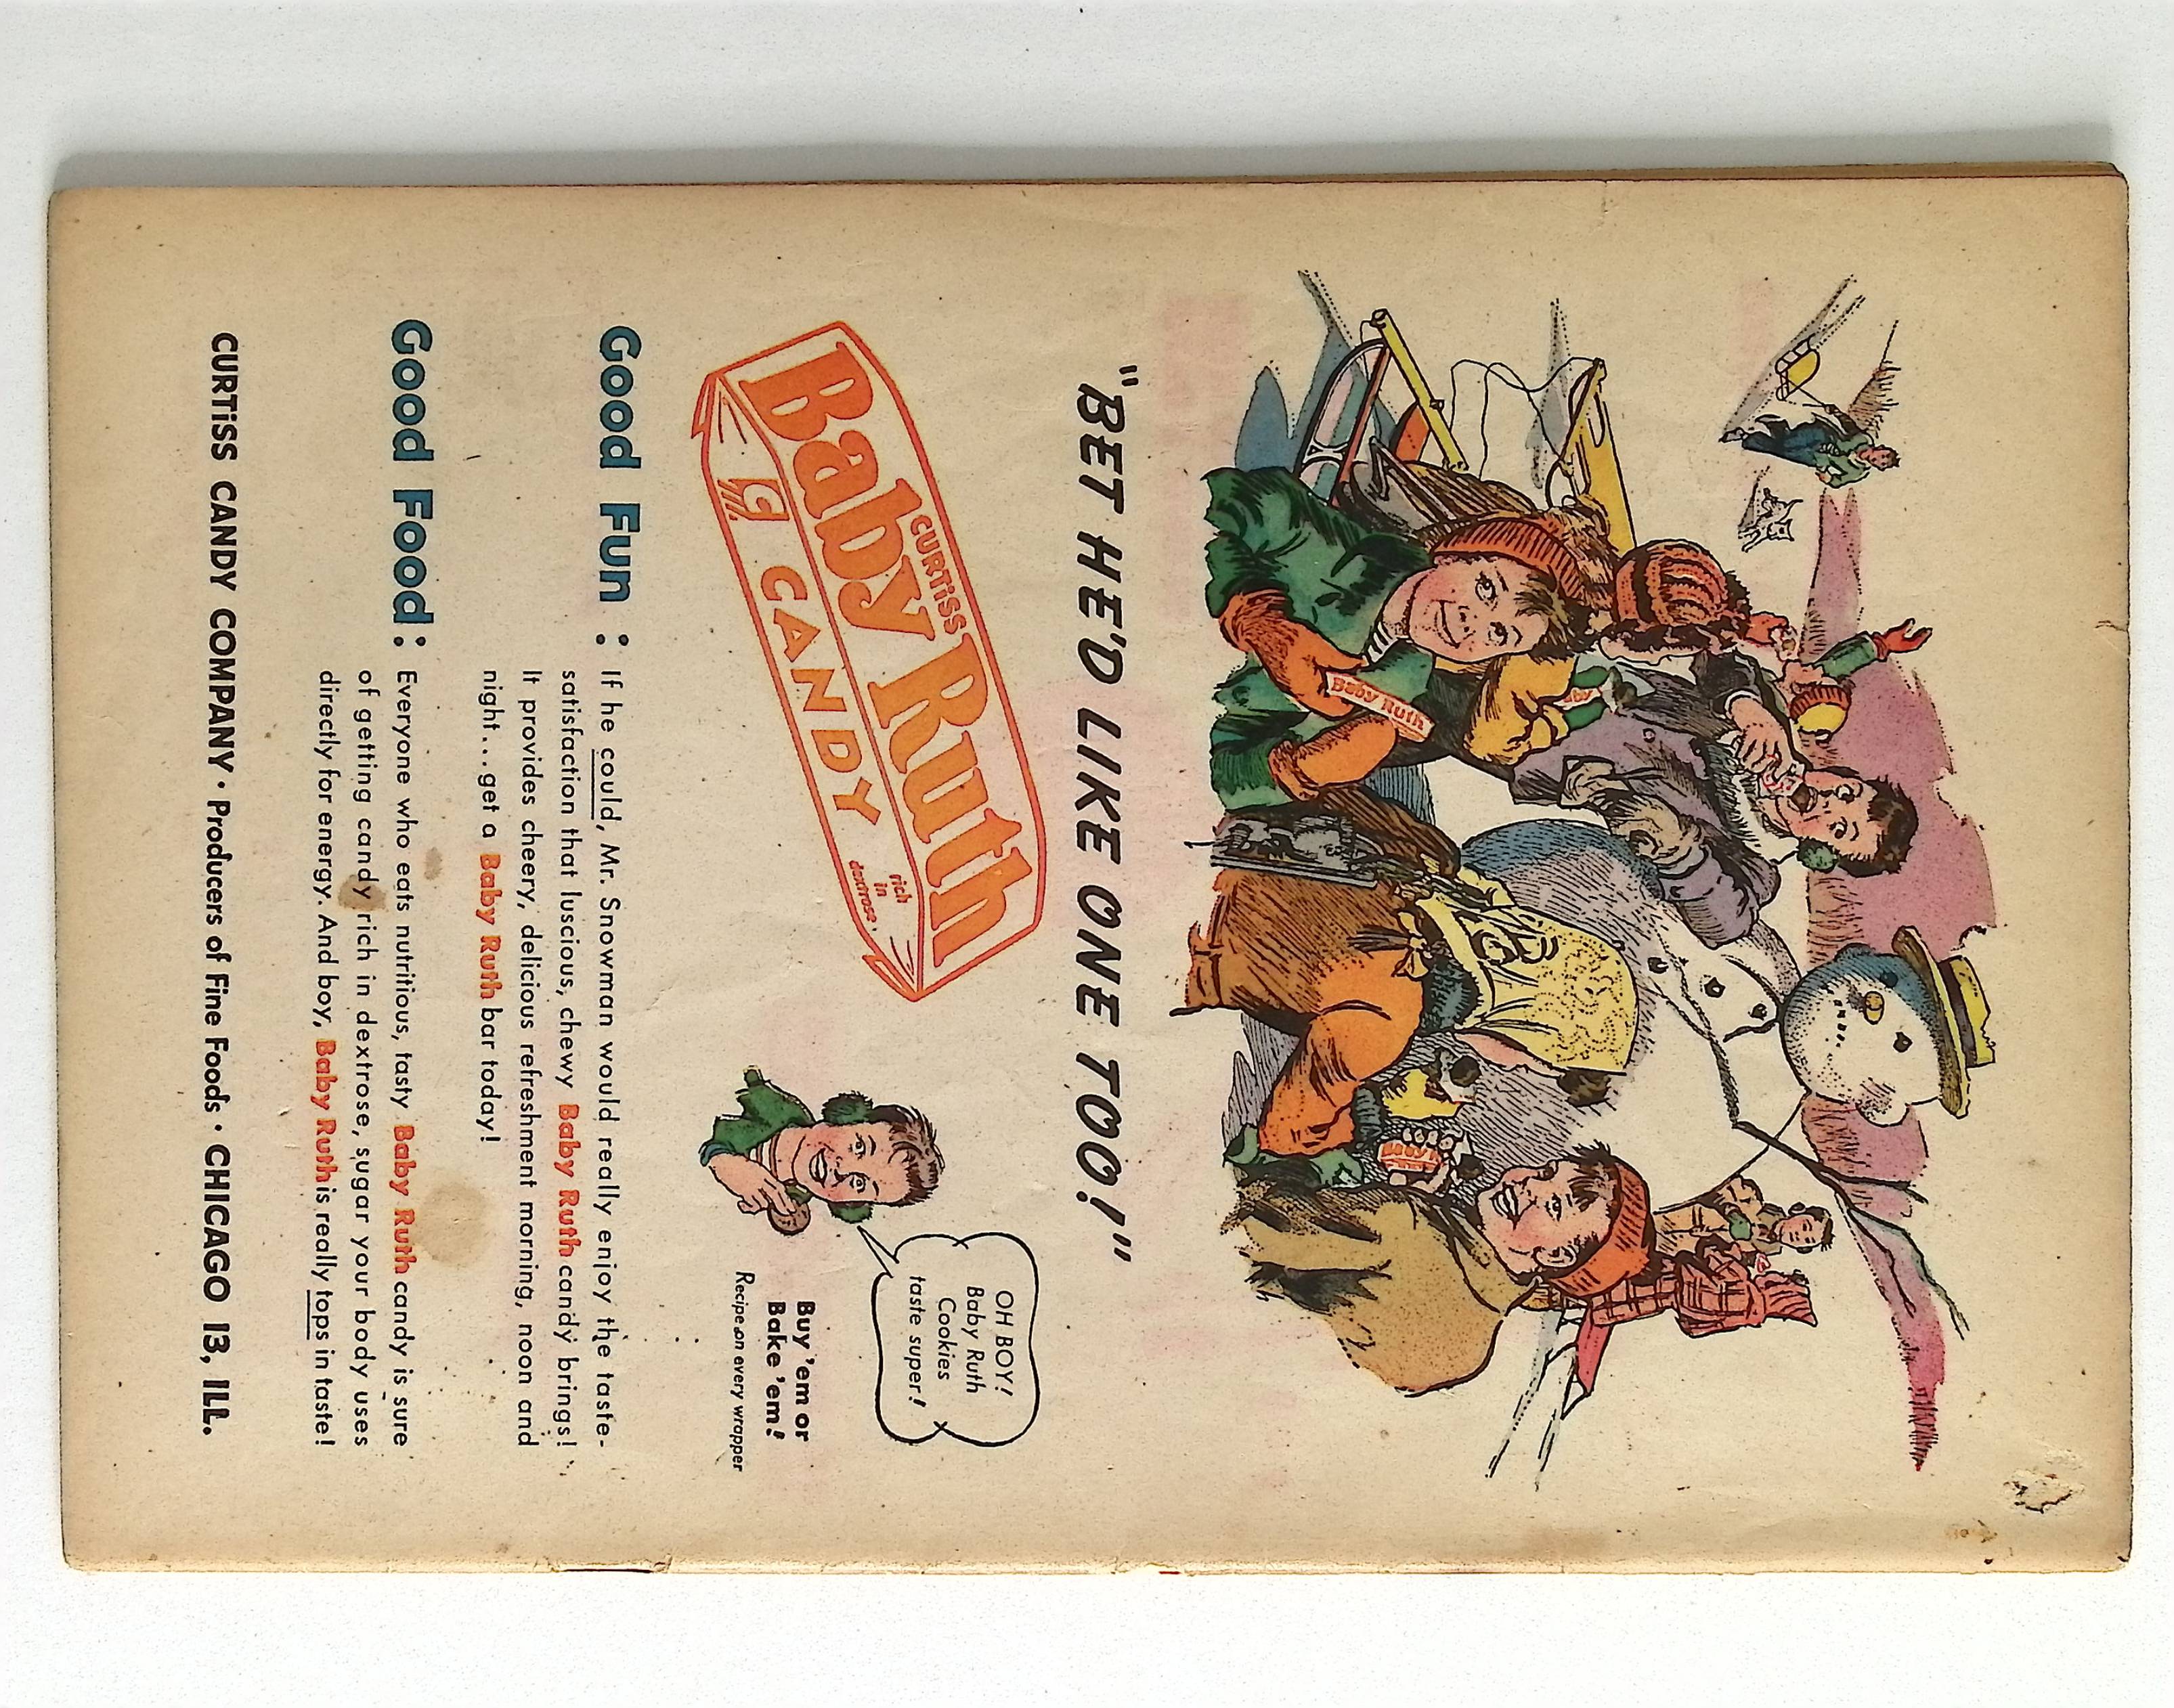 Baby Ruth
Baby
Baby
"BET HE'D LIKE ONE TOO!"
CURTiSS
Baby Ruth
CANDY
rich
in
dextrose
OH BOY!
Baby Ruth
Cookies
taste super!
Buy 'em or
Bake 'em!
Recipe on every wrapper
Good Fun : If he could, Mr. Snowman would really enjoy the taste-
satisfaction that luscious, chewy Baby Ruth candy brings!
It provides cheery, delicious refreshment morning, noon and
night...get a Baby Ruth bar today!
Good Food: Everyone who eats nutritious, tasty Baby Ruth candy is sure
of getting candy rich in dextrose, sugar your body uses
directly for energy. And boy, Baby Ruth is really tops in taste!
CURTiSS CANDY COMPANY • Producers of Fine Foods • CHICAGO 13, ILL.